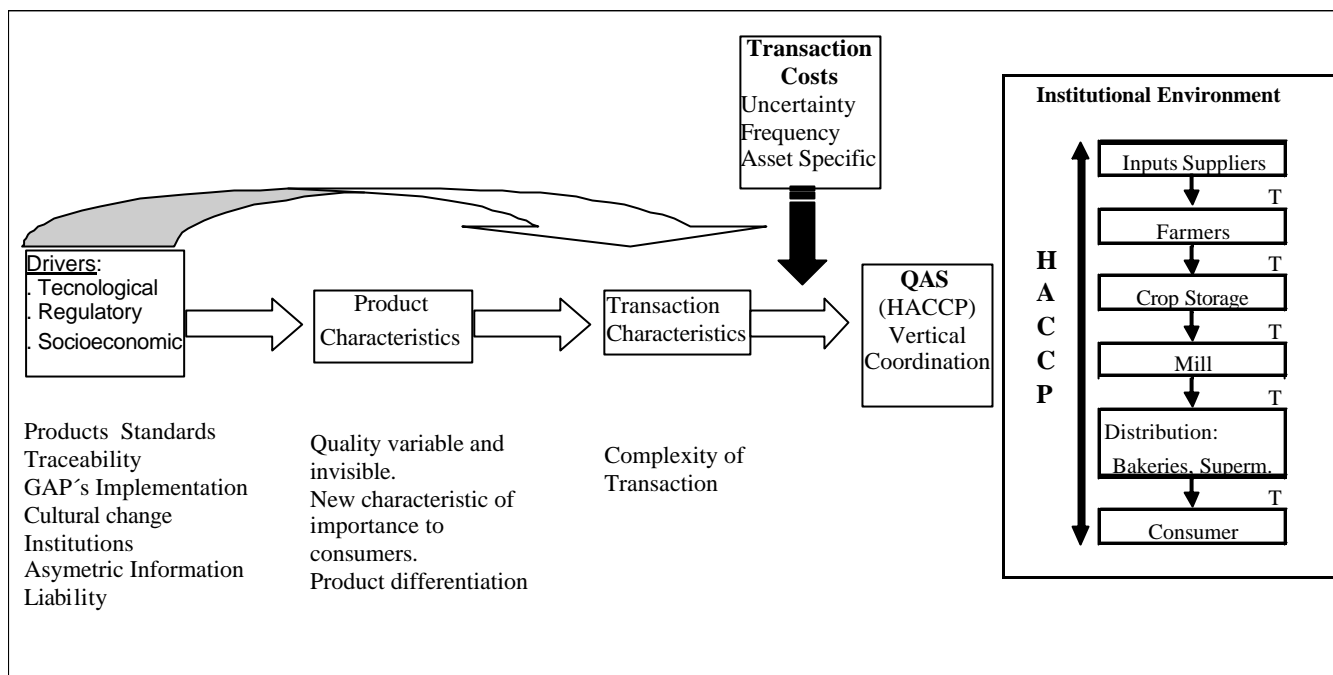 Transaction
Costs
Uncertainty
Frequency
Asset Specific
Drivers:
. Tecnological
. Regulatory
. Socioeconomic
Product
Characteristics
Transaction
Characteristics
QAS
(HACCP)
Vertical
Coordination
Products Standards
Traceability
GAP´s Implementation
Cultural change
Institutions
Asymetric Information
Liability
Quality variable and
invisible.
New characteristic of
importance to
consumers.
Product differentiation
Complexity of
Transaction
Institutional Environment
H
A
C
C
P
Inputs Suppliers
T
Farmers
T
Crop Storage
T
Mill
T
Distribution:
Bakeries, Superm.
T
Consumer